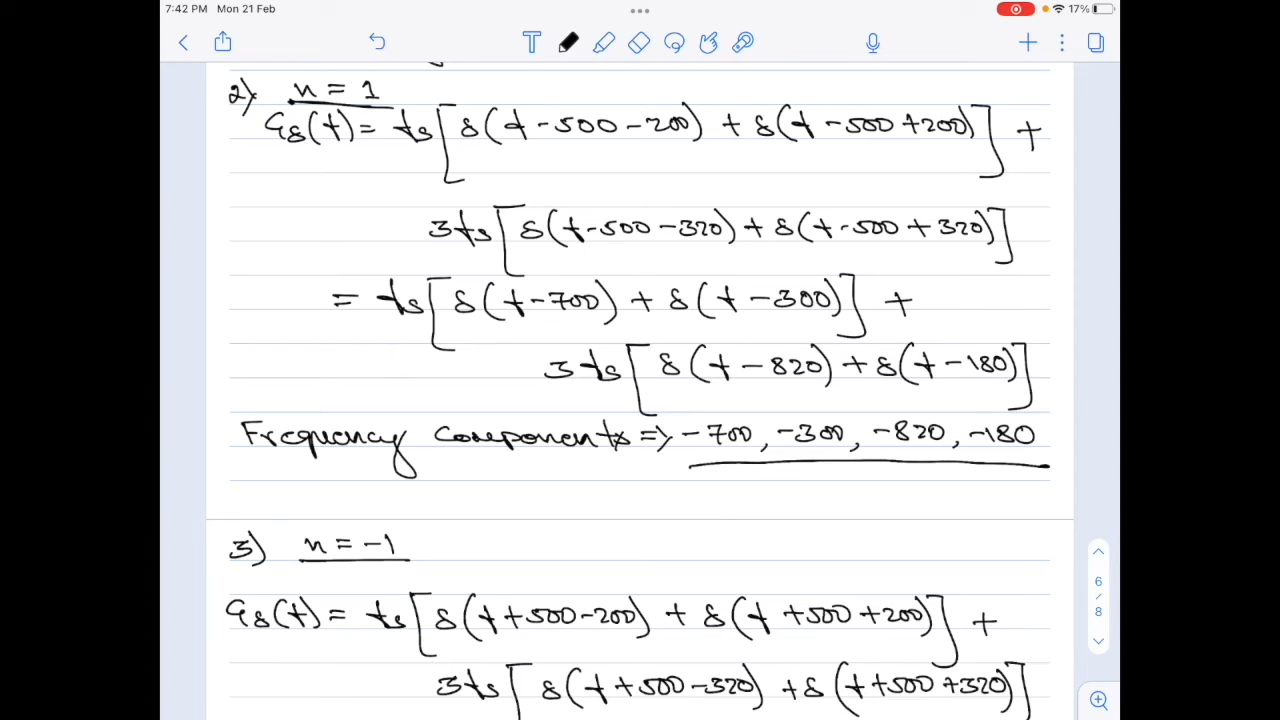 7:42 PM Mon 21 Feb
17%
2) n = 1
Gδ(f) = fs[δ(f-500-200) + δ(f-500+200)] +
3fs[δ(f-500-320) + δ(f-500+320)]
= fs[δ(f-700) + δ(f-300)] +
3fs[δ(f-820) + δ(f-180)]
Frequency Components => -700, -300, -820, -180
3) n = -1
Gδ(f) = fs[δ(f+500-200) + δ(f+500+200)] +
3fs[δ(f+500-320) + δ(f+500+320)]
6
/
8